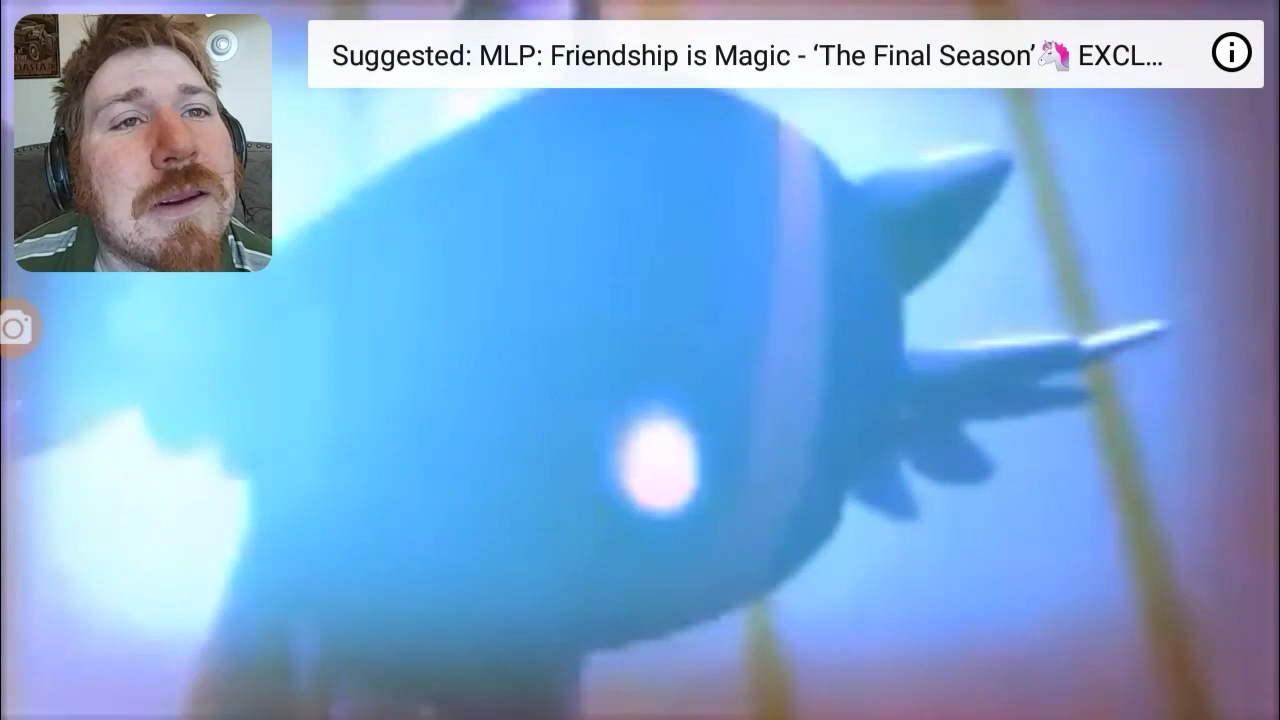 Suggested: MLP: Friendship is Magic - ‘The Final Season’🦄 EXCL...